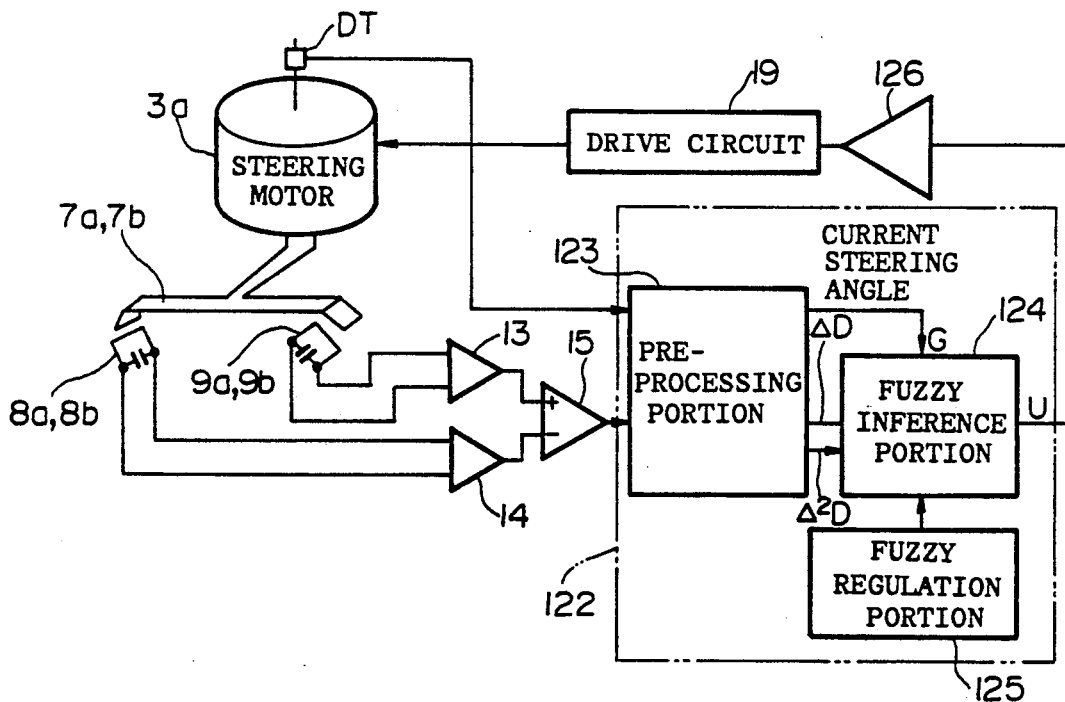 DT
19
126
3a
STEERING
MOTOR
DRIVE CIRCUIT
7a,7b
123
CURRENT
STEERING
ANGLE
124
13
15
ΔD
G
PRE-
PROCESSING
PORTION
FUZZY
INFERENCE
PORTION
U
9a,9b
8a,8b
+
−
14
Δ²D
122
FUZZY
REGULATION
PORTION
125